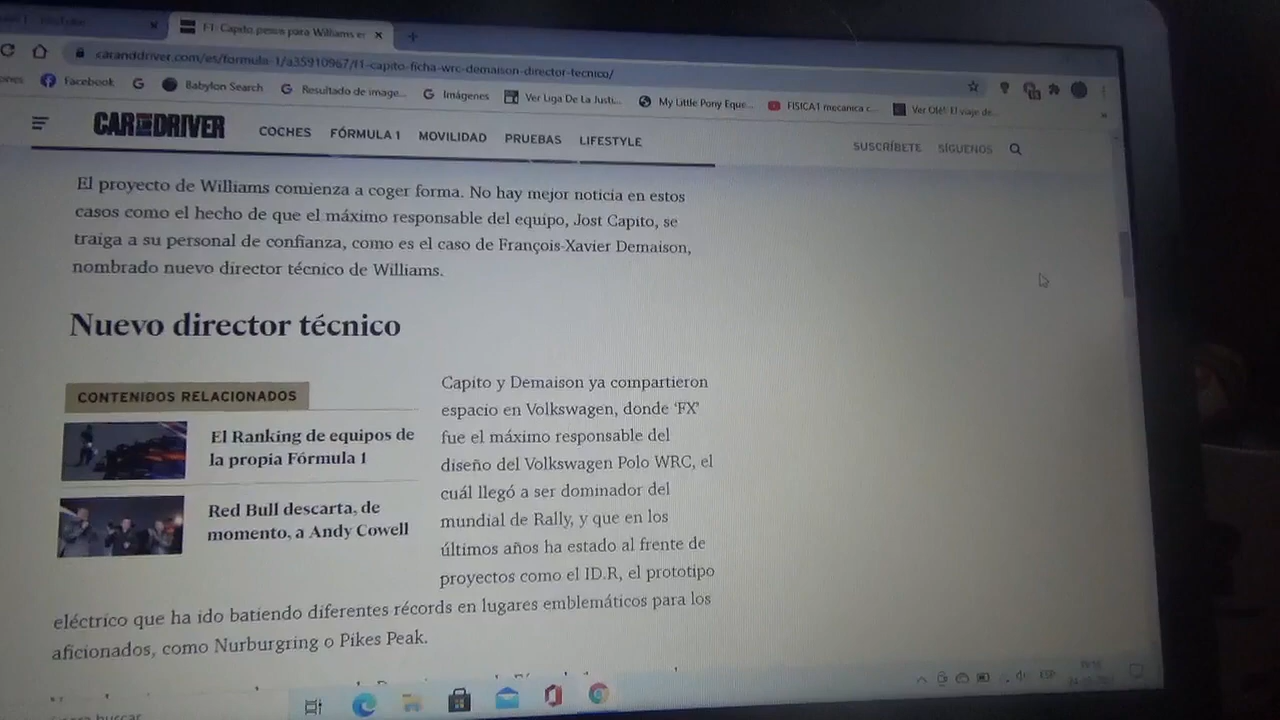 F1: Capito pesos para Williams en
caranddriver.com/es/formula-1/a35910967/f1-capito-ficha-wrc-demaison-director-tecnico/
Facebook
Babylon Search
Resultado de image...
Imágenes
Ver Liga De La Justi...
My Little Pony Eque...
FISICA1 mecanica c...
Ver Olé! El viaje de...
CAR AND DRIVER
COCHES
FÓRMULA 1
MOVILIDAD
PRUEBAS
LIFESTYLE
SUSCRÍBETE
SÍGUENOS
El proyecto de Williams comienza a coger forma. No hay mejor noticia en estos
casos como el hecho de que el máximo responsable del equipo, Jost Capito, se
traiga a su personal de confianza, como es el caso de François-Xavier Demaison,
nombrado nuevo director técnico de Williams.
Nuevo director técnico
CONTENIDOS RELACIONADOS
El Ranking de equipos de
la propia Fórmula 1
Red Bull descarta, de
momento, a Andy Cowell
Capito y Demaison ya compartieron
espacio en Volkswagen, donde ‘FX’
fue el máximo responsable del
diseño del Volkswagen Polo WRC, el
cuál llegó a ser dominador del
mundial de Rally, y que en los
últimos años ha estado al frente de
proyectos como el ID.R, el prototipo
eléctrico que ha ido batiendo diferentes récords en lugares emblemáticos para los
aficionados, como Nurburgring o Pikes Peak.
buscar
ESP